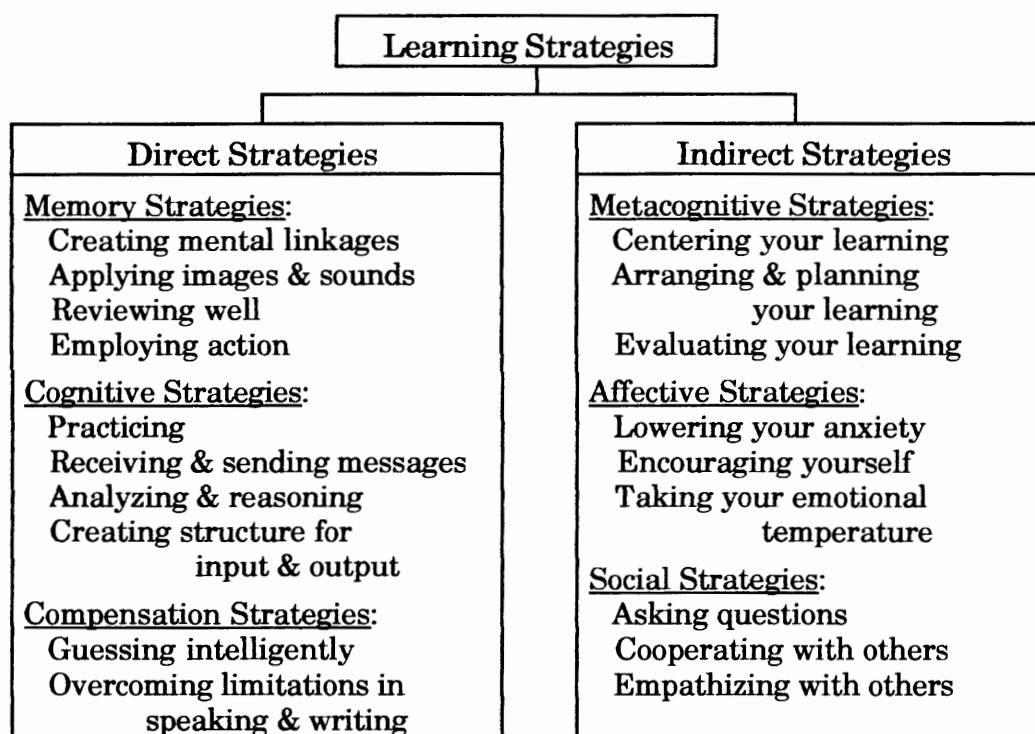 Learning Strategies
Direct Strategies
Memory Strategies:
Creating mental linkages
Applying images & sounds
Reviewing well
Employing action
Cognitive Strategies:
Practicing
Receiving & sending messages
Analyzing & reasoning
Creating structure for
input & output
Compensation Strategies:
Guessing intelligently
Overcoming limitations in
speaking & writing
Indirect Strategies
Metacognitive Strategies:
Centering your learning
Arranging & planning
your learning
Evaluating your learning
Affective Strategies:
Lowering your anxiety
Encouraging yourself
Taking your emotional
temperature
Social Strategies:
Asking questions
Cooperating with others
Empathizing with others